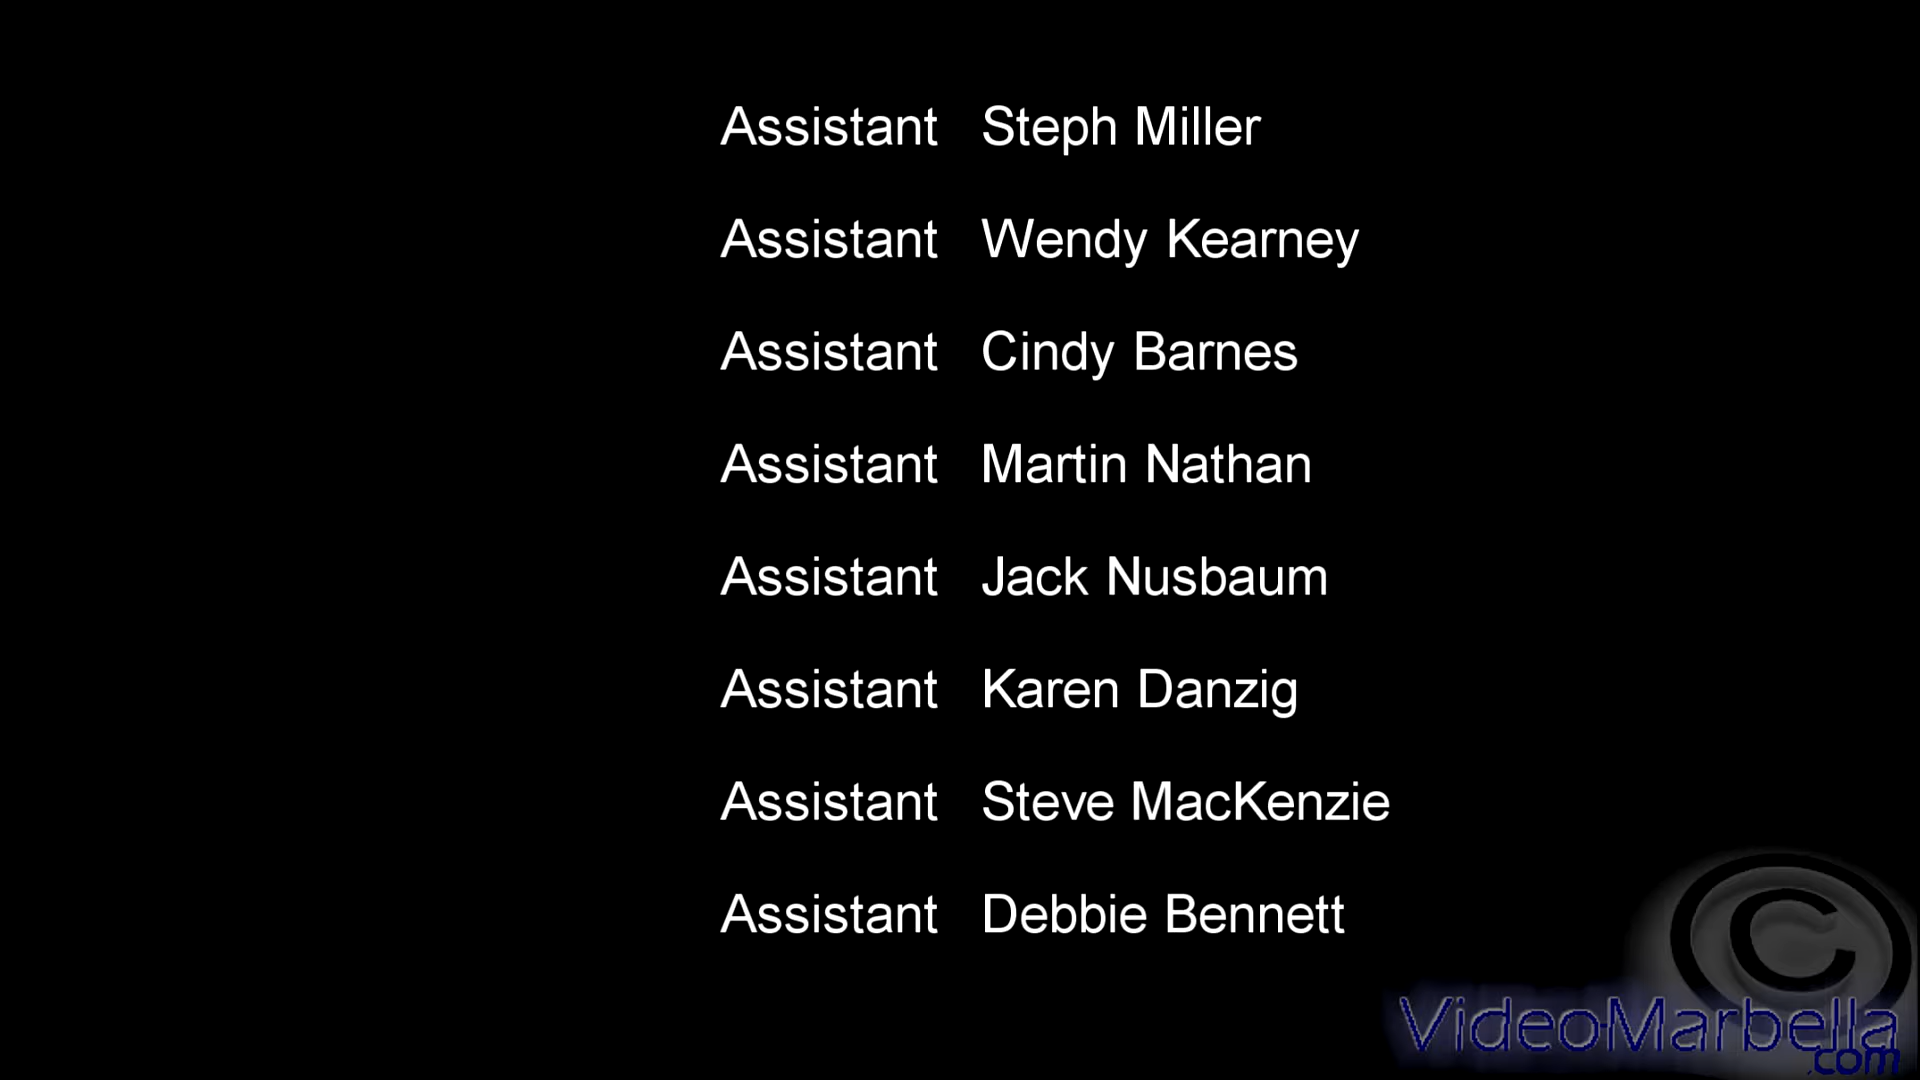 Assistant Steph Miller
Assistant Wendy Kearney
Assistant Cindy Barnes
Assistant Martin Nathan
Assistant Jack Nusbaum
Assistant Karen Danzig
Assistant Steve MacKenzie
Assistant Debbie Bennett
©
VideoMarbella
.com